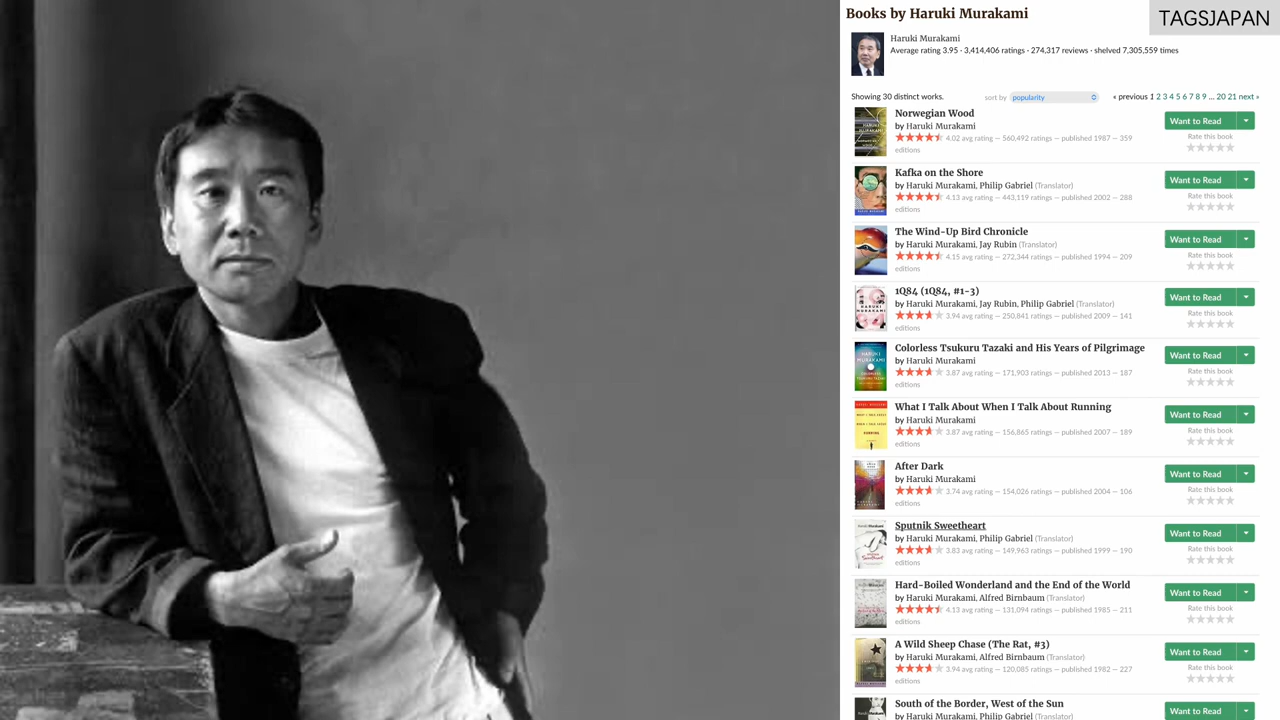 Books by Haruki Murakami
TAGSJAPAN
Haruki Murakami
Average rating 3.95 · 3,414,406 ratings · 274,317 reviews · shelved 7,305,559 times
Showing 30 distinct works.
sort by popularity
« previous 1 2 3 4 5 6 7 8 9 ... 20 21 next »
Norwegian Wood
by Haruki Murakami
4.02 avg rating — 560,492 ratings — published 1987 — 359
editions
Want to Read
Rate this book
Kafka on the Shore
by Haruki Murakami, Philip Gabriel (Translator)
4.13 avg rating — 443,119 ratings — published 2002 — 288
editions
Want to Read
Rate this book
The Wind-Up Bird Chronicle
by Haruki Murakami, Jay Rubin (Translator)
4.15 avg rating — 272,344 ratings — published 1994 — 209
editions
Want to Read
Rate this book
1Q84 (1Q84, #1-3)
by Haruki Murakami, Jay Rubin, Philip Gabriel (Translator)
3.94 avg rating — 250,841 ratings — published 2009 — 141
editions
Want to Read
Rate this book
Colorless Tsukuru Tazaki and His Years of Pilgrimage
by Haruki Murakami
3.87 avg rating — 171,903 ratings — published 2013 — 187
editions
Want to Read
Rate this book
What I Talk About When I Talk About Running
by Haruki Murakami
3.87 avg rating — 156,865 ratings — published 2007 — 189
editions
Want to Read
Rate this book
After Dark
by Haruki Murakami
3.74 avg rating — 154,026 ratings — published 2004 — 106
editions
Want to Read
Rate this book
Sputnik Sweetheart
by Haruki Murakami, Philip Gabriel (Translator)
3.83 avg rating — 149,963 ratings — published 1999 — 190
editions
Want to Read
Rate this book
Hard-Boiled Wonderland and the End of the World
by Haruki Murakami, Alfred Birnbaum (Translator)
4.13 avg rating — 131,094 ratings — published 1985 — 211
editions
Want to Read
Rate this book
A Wild Sheep Chase (The Rat, #3)
by Haruki Murakami, Alfred Birnbaum (Translator)
3.94 avg rating — 120,085 ratings — published 1982 — 227
editions
Want to Read
Rate this book
South of the Border, West of the Sun
by Haruki Murakami, Philip Gabriel (Translator)
Want to Read